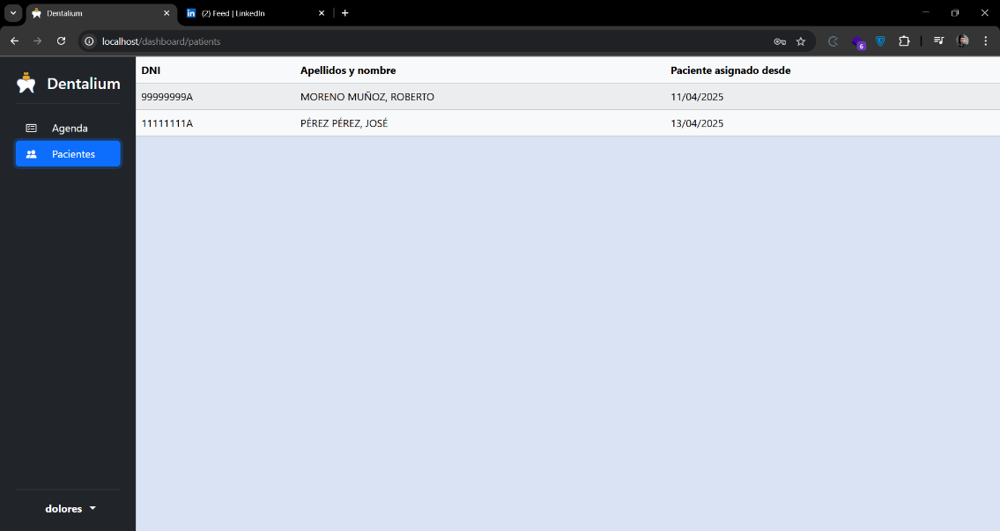 Dentalium
(2) Feed | LinkedIn
localhost/dashboard/patients
6
Dentalium
Agenda
Pacientes
DNI Apellidos y nombre Paciente asignado desde
99999999A MORENO MUÑOZ, ROBERTO 11/04/2025
11111111A PÉREZ PÉREZ, JOSÉ 13/04/2025
dolores